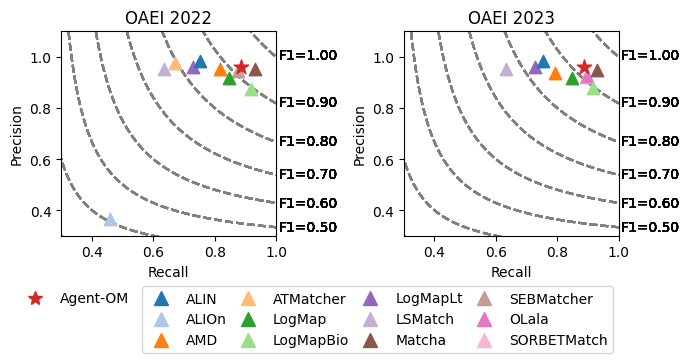 OAEI 2022
OAEI 2023
Precision
1.0
0.8
0.6
0.4
F1=1.00
F1=0.90
F1=0.80
F1=0.70
F1=0.60
F1=0.50
0.4 0.6 0.8 1.0
Recall
Precision
1.0
0.8
0.6
0.4
F1=1.00
F1=0.90
F1=0.80
F1=0.70
F1=0.60
F1=0.50
0.4 0.6 0.8 1.0
Recall
Agent-OM
ALIN ATMatcher LogMapLt SEBMatcher
ALIOn LogMap LSMatch OLala
AMD LogMapBio Matcha SORBETMatch